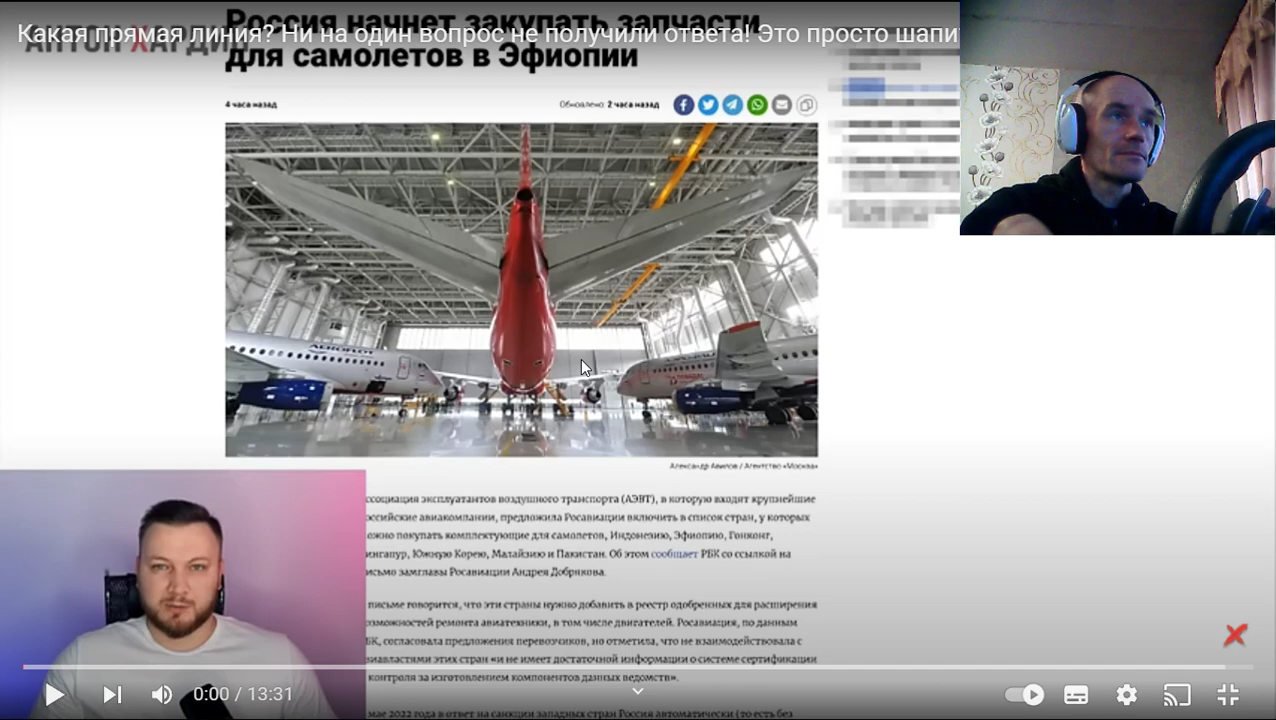 Россия начнет закупать запчасти
Какая прямая линия? Ни на один вопрос не получили ответа! Это просто шапи
АНТОН ХАРДИН
для самолетов в Эфиопии
4 часа назад
Обновлено: 2 часа назад
AEROFLOT
Александр Авилов / Агентство «Москва»
ссоциация эксплуатантов воздушного транспорта (АЭВТ), в которую входят крупнейшие
оссийские авиакомпании, предложила Росавиации включить в список стран, у которых
ожно покупать комплектующие для самолетов, Индонезию, Эфиопию, Гонконг,
ингапур, Южную Корею, Малайзию и Пакистан. Об этом сообщает РБК со ссылкой на
исьмо замглавы Росавиации Андрея Добрякова.
письме говорится, что эти страны нужно добавить в реестр одобренных для расширения
озможностей ремонта авиатехники, в том числе двигателей. Росавиация, по данным
БК, согласовала предложения перевозчиков, но отметила, что не взаимодействовала с
виавластями этих стран «и не имеет достаточной информации о системе сертификации
контроля за изготовлением компонентов данных ведомств».
0:00 / 13:31
мае 2022 года в ответ на санкции западных стран Россия автоматически (то есть без